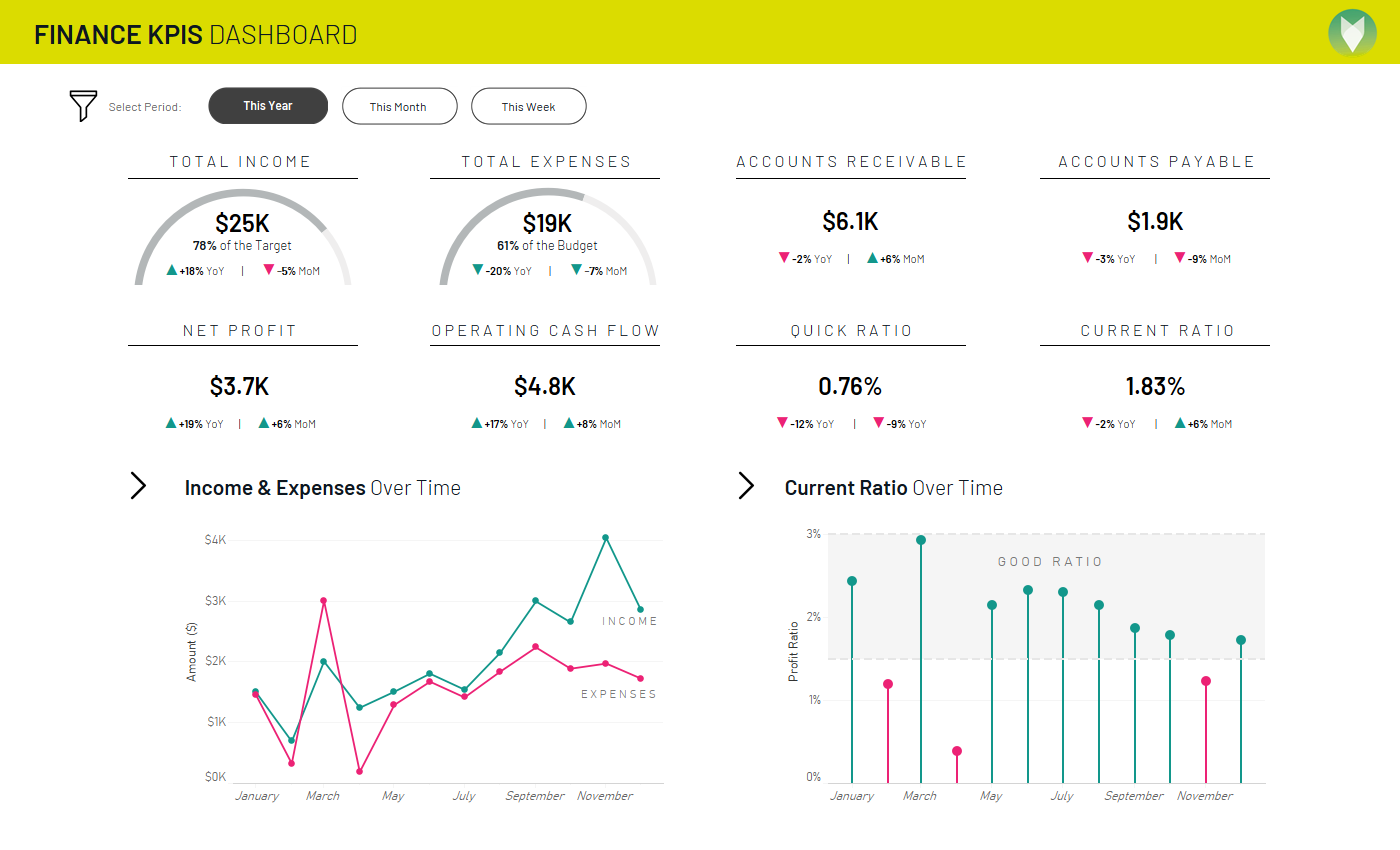 FINANCE KPIS DASHBOARD
Select Period: This Year This Month This Week
TOTAL INCOME
$25K
78% of the Target
▲+18% YoY | ▼-5% MoM
TOTAL EXPENSES
$19K
61% of the Budget
▼-20% YoY | ▼-7% MoM
ACCOUNTS RECEIVABLE
$6.1K
▼-2% YoY | ▲+6% MoM
ACCOUNTS PAYABLE
$1.9K
▼-3% YoY | ▼-9% MoM
NET PROFIT
$3.7K
▲+19% YoY | ▲+6% MoM
OPERATING CASH FLOW
$4.8K
▲+17% YoY | ▲+8% MoM
QUICK RATIO
0.76%
▼-12% YoY | ▼-9% YoY
CURRENT RATIO
1.83%
▼-2% YoY | ▲+6% MoM
Income & Expenses Over Time
Amount ($)
$4K
$3K
$2K
$1K
$0K
INCOME
EXPENSES
January March May July September November
Current Ratio Over Time
Profit Ratio
3%
2%
1%
0%
GOOD RATIO
January March May July September November